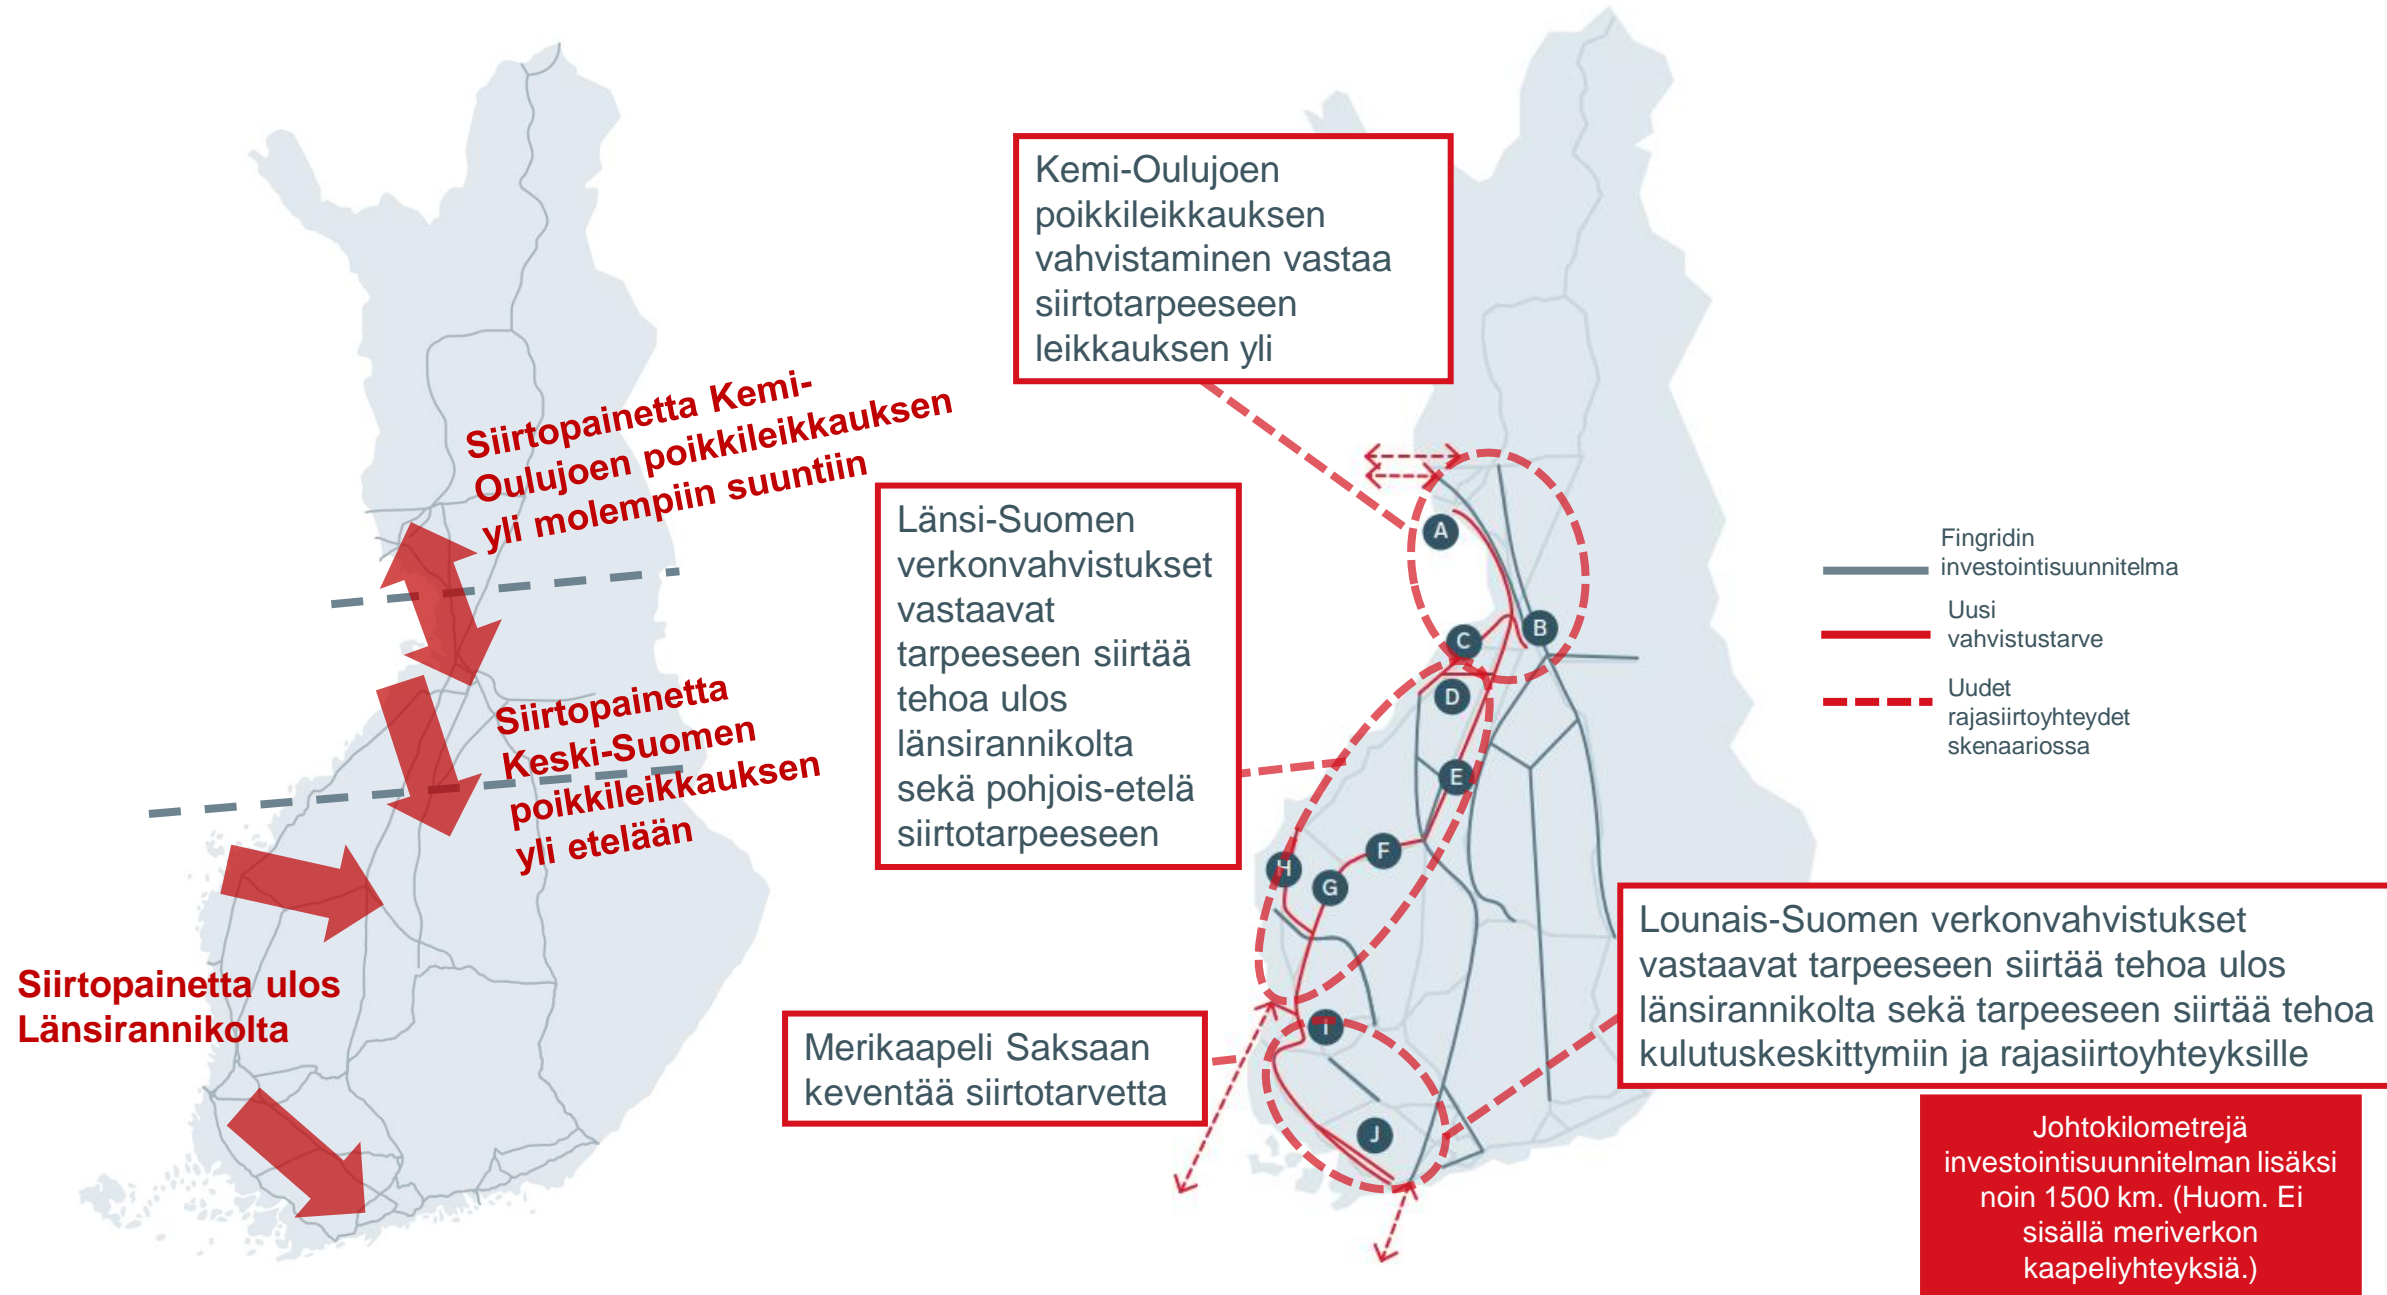 Siirtopainetta Kemi-
Oulujoen poikkileikkauksen
yli molempiin suuntiin
Siirtopainetta
Keski-Suomen
poikkileikkauksen
yli etelään
Siirtopainetta ulos
Länsirannikolta
Kemi-Oulujoen
poikkileikkauksen
vahvistaminen vastaa
siirtotarpeeseen
leikkauksen yli
Länsi-Suomen
verkonvahvistukset
vastaavat
tarpeeseen siirtää
tehoa ulos
länsirannikolta
sekä pohjois-etelä
siirtotarpeeseen
Merikaapeli Saksaan
keventää siirtotarvetta
A
B
C
D
E
F
G
H
I
J
Fingridin
investointisuunnitelma
Uusi
vahvistustarve
Uudet
rajasiirtoyhteydet
skenaariossa
Lounais-Suomen verkonvahvistukset
vastaavat tarpeeseen siirtää tehoa ulos
länsirannikolta sekä tarpeeseen siirtää tehoa
kulutuskeskittymiin ja rajasiirtoyhteyksille
Johtokilometrejä
investointisuunnitelman lisäksi
noin 1500 km. (Huom. Ei
sisällä meriverkon
kaapeliyhteyksiä.)